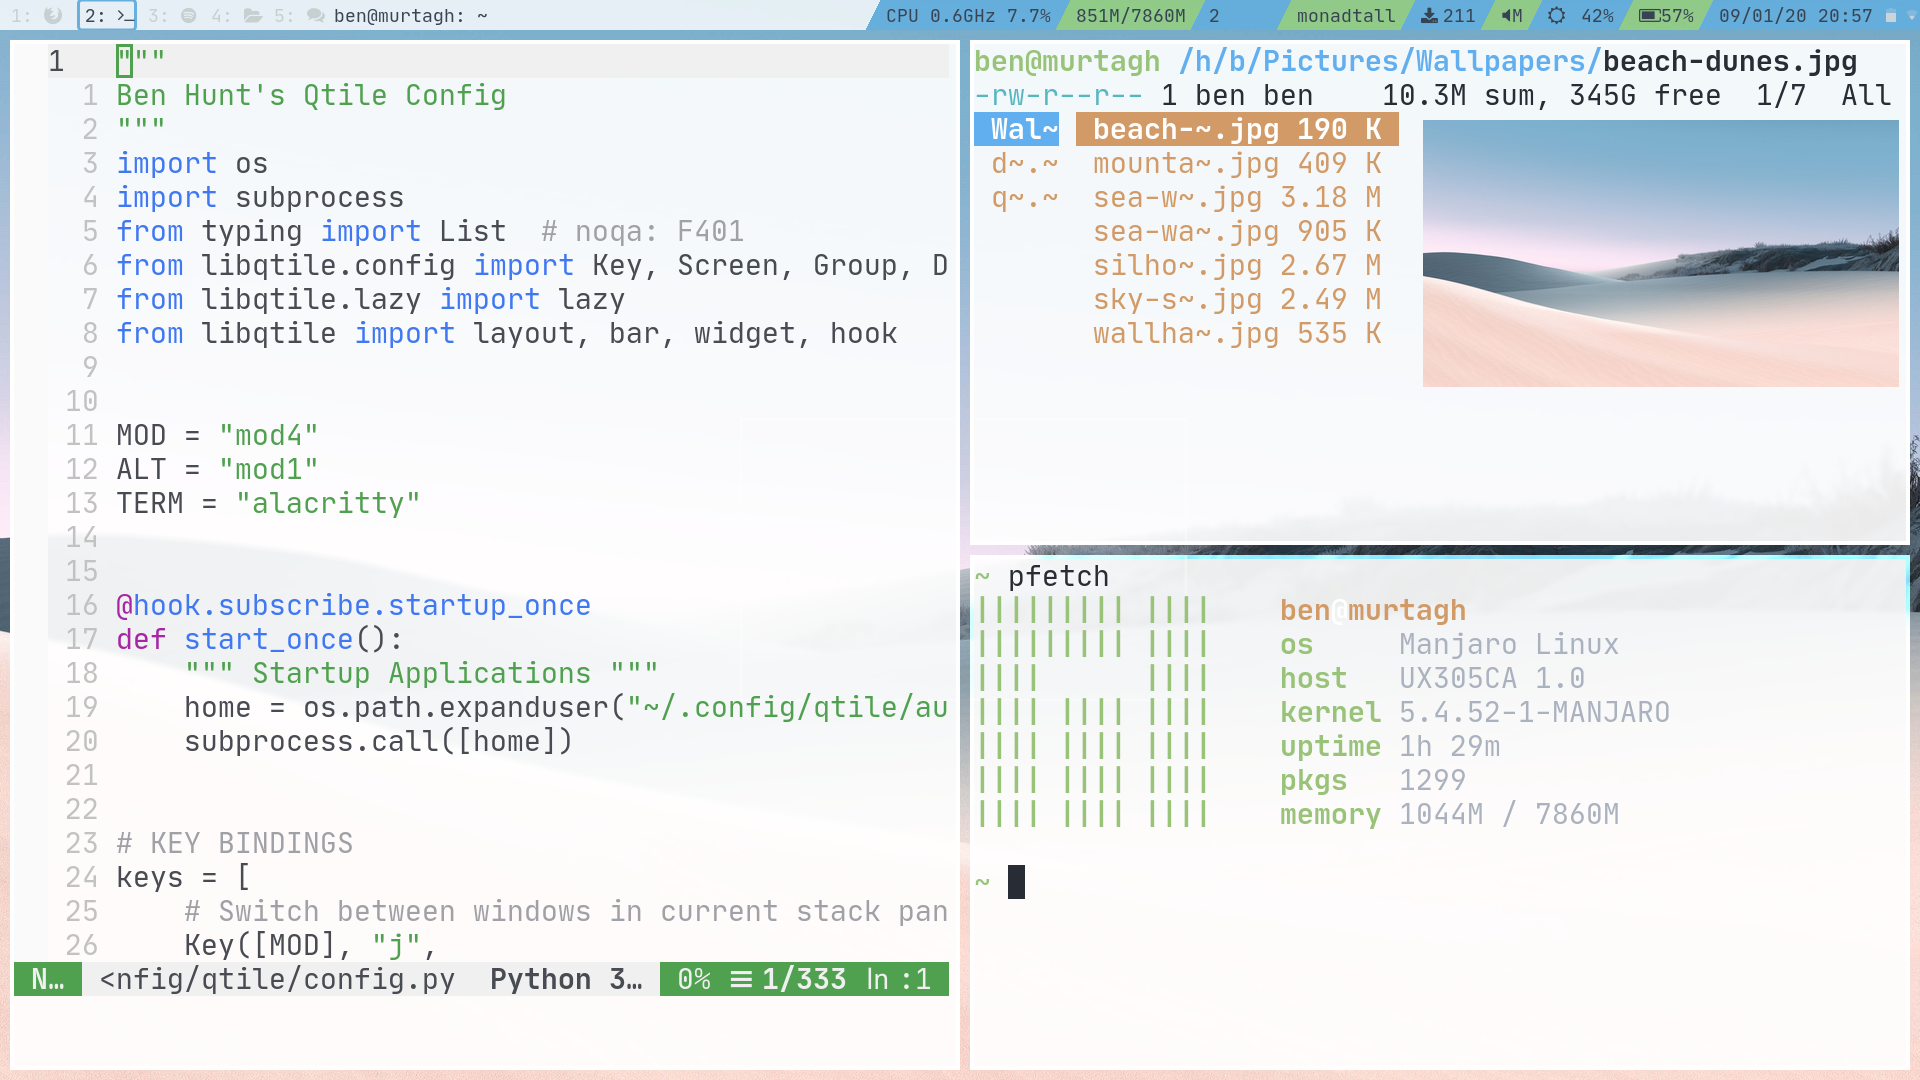 1: 2: 3: 4: 5: ben@murtagh: ~ CPU 0.6GHz 7.7% 851M/7860M 2 monadtall 211 M 42% 57% 09/01/20 20:57
1 """
1 Ben Hunt's Qtile Config
2 """
3 import os
4 import subprocess
5 from typing import List  # noqa: F401
6 from libqtile.config import Key, Screen, Group, D
7 from libqtile.lazy import lazy
8 from libqtile import layout, bar, widget, hook
9
10
11 MOD = "mod4"
12 ALT = "mod1"
13 TERM = "alacritty"
14
15
16 @hook.subscribe.startup_once
17 def start_once():
18     """ Startup Applications """
19     home = os.path.expanduser("~/.config/qtile/au
20     subprocess.call([home])
21
22
23 # KEY BINDINGS
24 keys = [
25     # Switch between windows in current stack pan
26     Key([MOD], "j",
N… <nfig/qtile/config.py Python 3… 0% ≡ 1/333 ln :1
ben@murtagh /h/b/Pictures/Wallpapers/beach-dunes.jpg
-rw-r--r-- 1 ben ben    10.3M sum, 345G free  1/7  All
Wal~ beach-~.jpg 190 K
d~.~ mounta~.jpg 409 K
q~.~ sea-w~.jpg 3.18 M
sea-wa~.jpg 905 K
silho~.jpg 2.67 M
sky-s~.jpg 2.49 M
wallha~.jpg 535 K
~ pfetch
ben@murtagh
os Manjaro Linux
host UX305CA 1.0
kernel 5.4.52-1-MANJARO
uptime 1h 29m
pkgs 1299
memory 1044M / 7860M
~